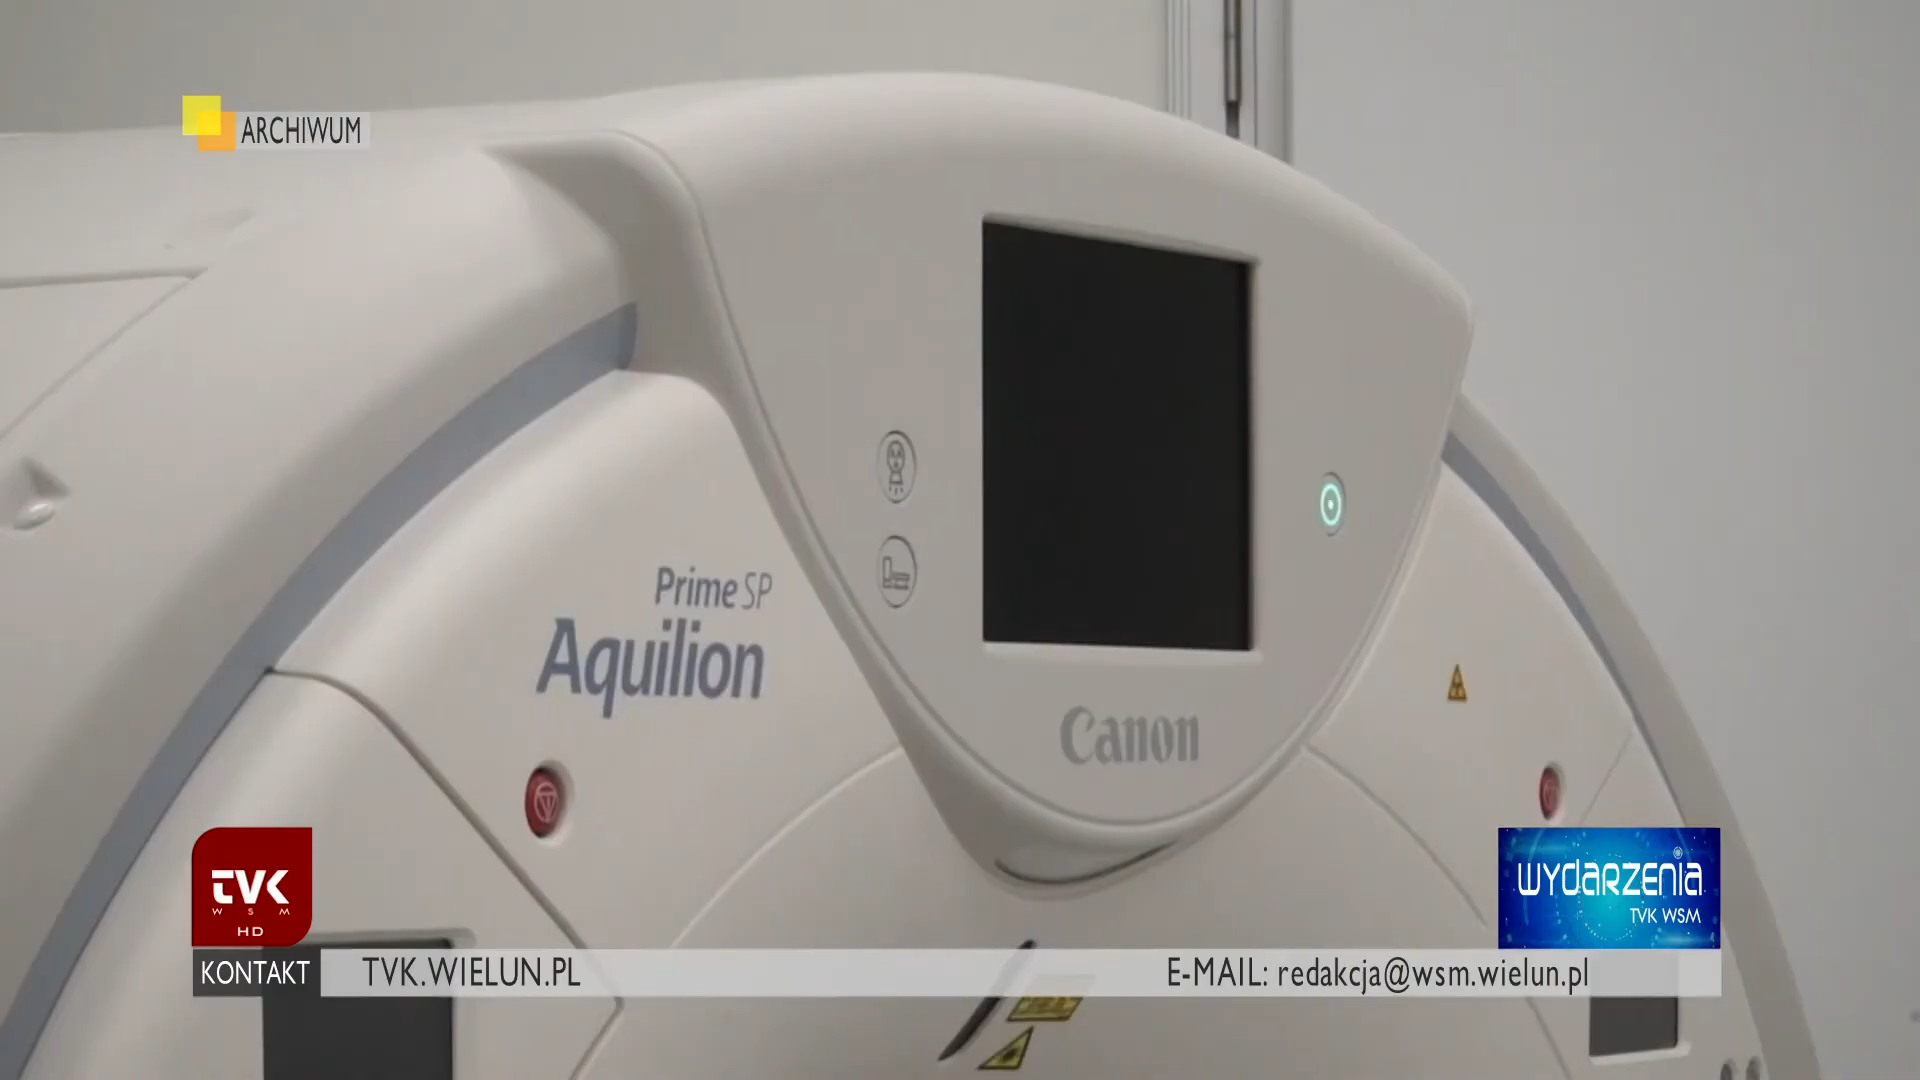 ARCHIWUM
Prime SP
Aquilion
Canon
TVK
WSM
HD
WYDARZENIA
TVK WSM
KONTAKT
TVK.WIELUN.PL
E-MAIL: redakcja@wsm.wielun.pl